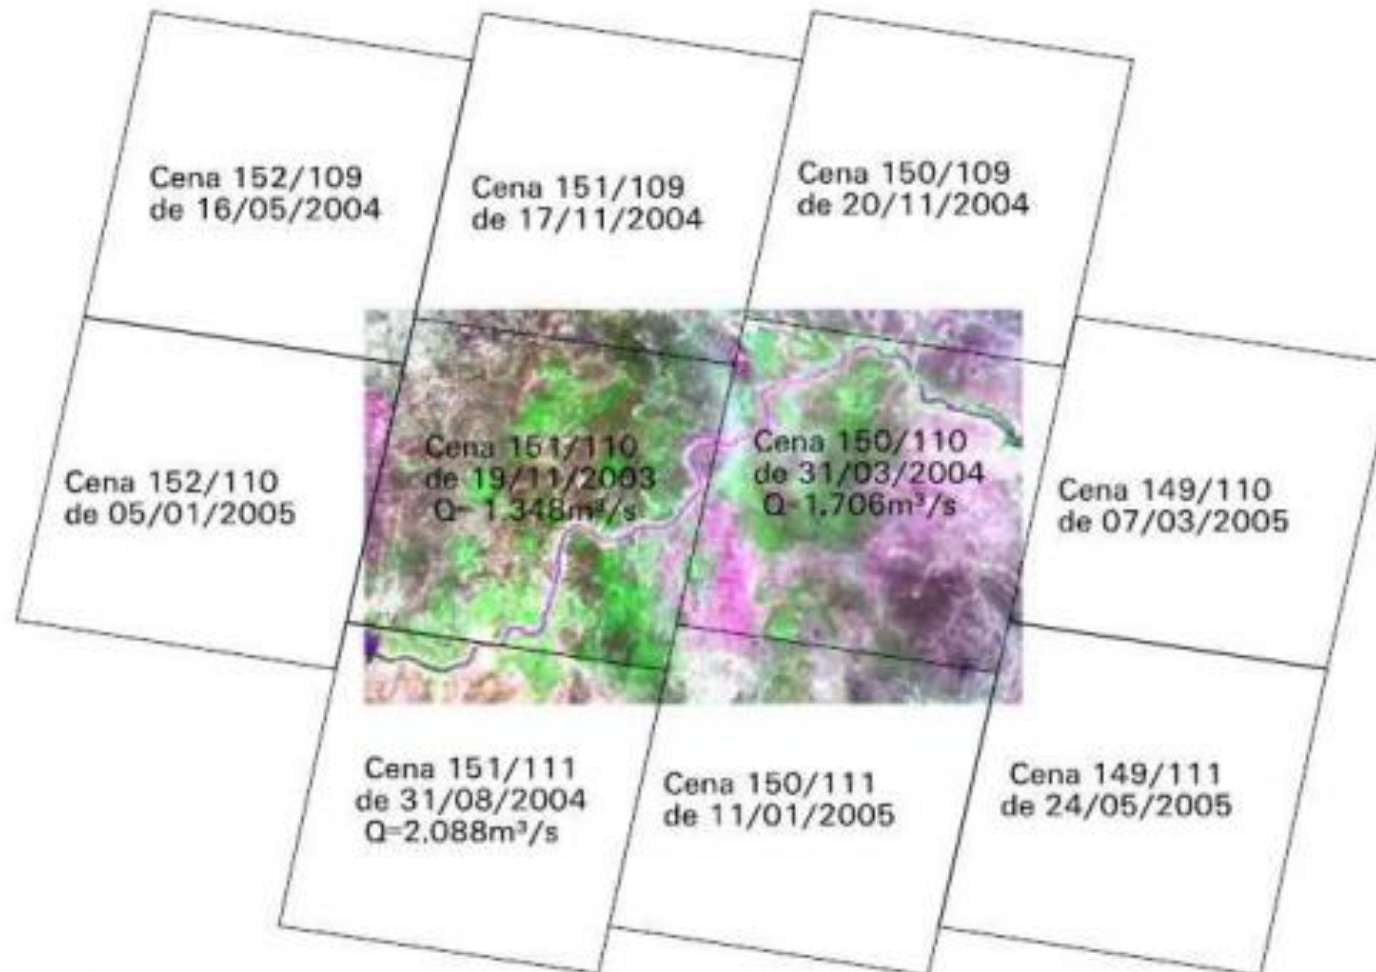 Cena 152/109
de 16/05/2004
Cena 151/109
de 17/11/2004
Cena 150/109
de 20/11/2004
Cena 152/110
de 05/01/2005
Cena 151/110
de 19/11/2003
Q= 1.348m³/s
Cena 150/110
de 31/03/2004
Q=1.706m³/s
Cena 149/110
de 07/03/2005
Cena 151/111
de 31/08/2004
Q=2.088m³/s
Cena 150/111
de 11/01/2005
Cena 149/111
de 24/05/2005